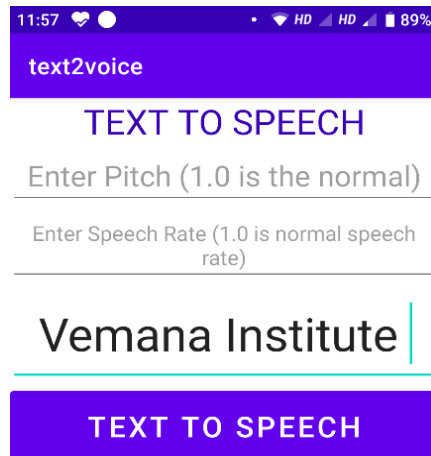 11:57 HD HD 89%
text2voice
TEXT TO SPEECH
Enter Pitch (1.0 is the normal)
Enter Speech Rate (1.0 is normal speech
rate)
Vemana Institute
TEXT TO SPEECH